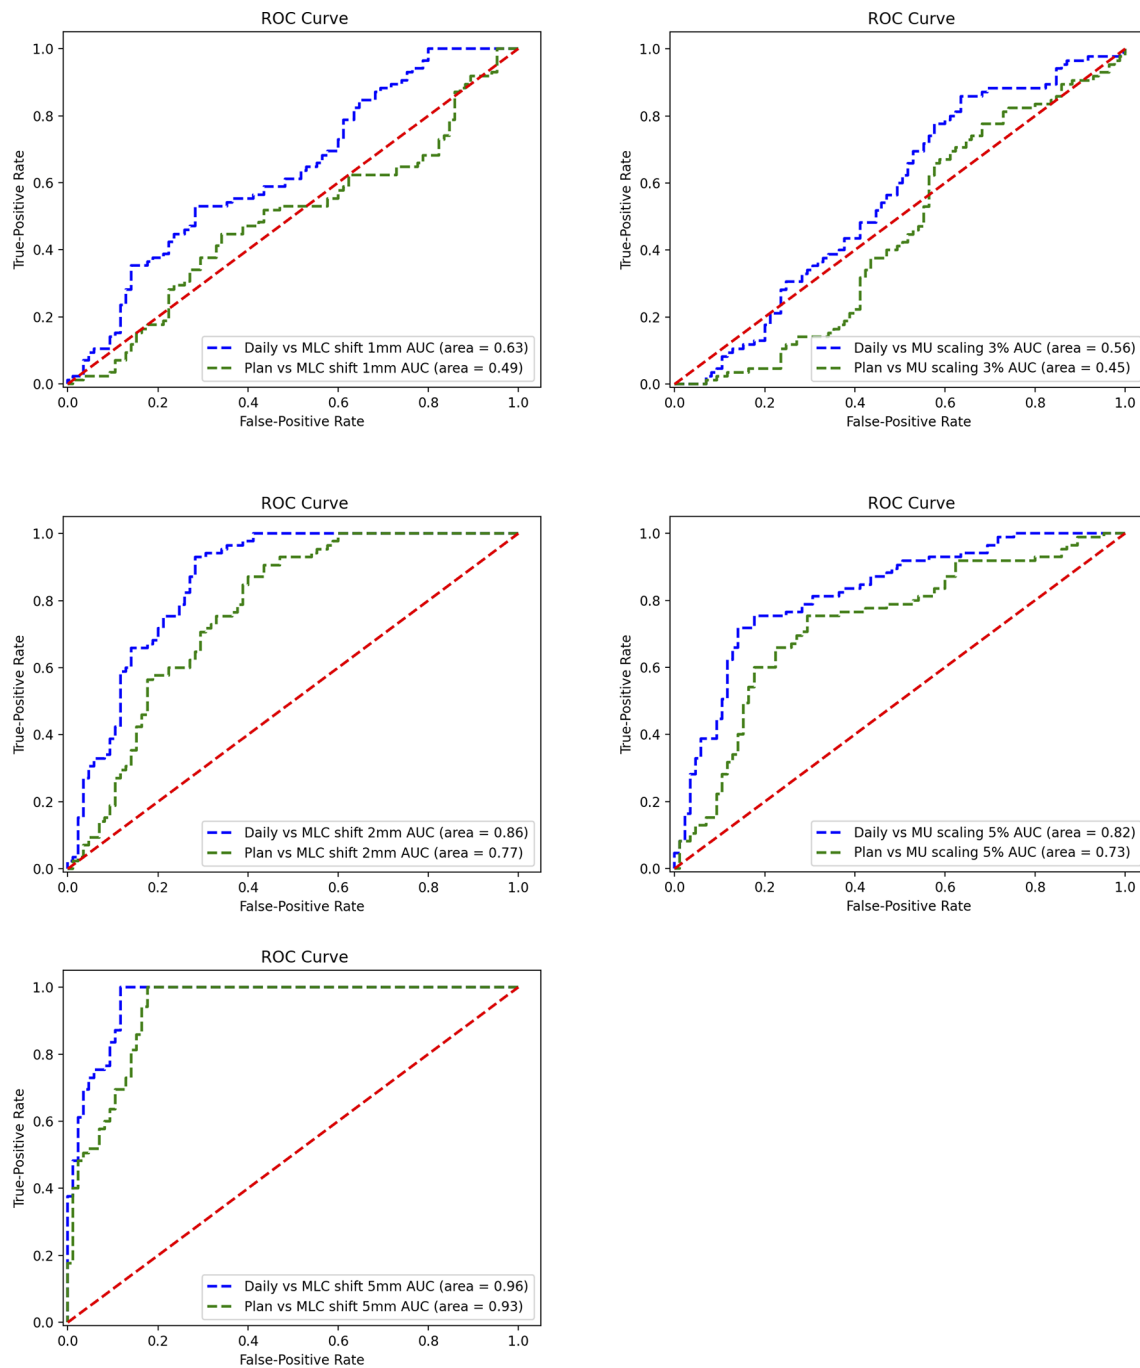 ROC Curve
1.0
0.8
0.6
0.4
0.2
0.0
True-Positive Rate
Daily vs MLC shift 1mm AUC (area = 0.63)
Plan vs MLC shift 1mm AUC (area = 0.49)
0.0 0.2 0.4 0.6 0.8 1.0
False-Positive Rate
ROC Curve
1.0
0.8
0.6
0.4
0.2
0.0
True-Positive Rate
Daily vs MU scaling 3% AUC (area = 0.56)
Plan vs MU scaling 3% AUC (area = 0.45)
0.0 0.2 0.4 0.6 0.8 1.0
False-Positive Rate
ROC Curve
1.0
0.8
0.6
0.4
0.2
0.0
True-Positive Rate
Daily vs MLC shift 2mm AUC (area = 0.86)
Plan vs MLC shift 2mm AUC (area = 0.77)
0.0 0.2 0.4 0.6 0.8 1.0
False-Positive Rate
ROC Curve
1.0
0.8
0.6
0.4
0.2
0.0
True-Positive Rate
Daily vs MU scaling 5% AUC (area = 0.82)
Plan vs MU scaling 5% AUC (area = 0.73)
0.0 0.2 0.4 0.6 0.8 1.0
False-Positive Rate
ROC Curve
1.0
0.8
0.6
0.4
0.2
0.0
True-Positive Rate
Daily vs MLC shift 5mm AUC (area = 0.96)
Plan vs MLC shift 5mm AUC (area = 0.93)
0.0 0.2 0.4 0.6 0.8 1.0
False-Positive Rate